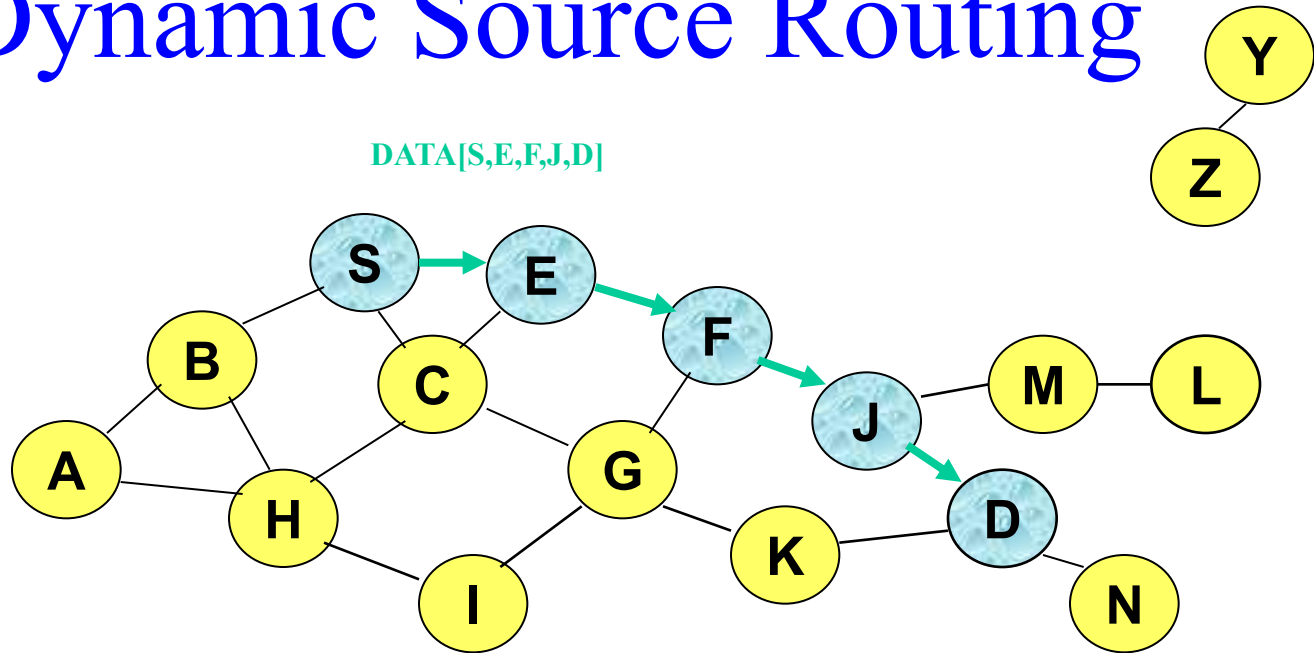 Dynamic Source Routing
Y
DATA[S,E,F,J,D]
Z
S
E
F
B
C
M
L
J
A
G
H
D
K
I
N